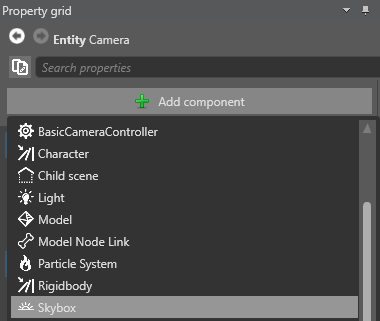 Property grid
Entity Camera
Search properties
Add component
BasicCameraController
Character
Child scene
Light
Model
Model Node Link
Particle System
Rigidbody
Skybox